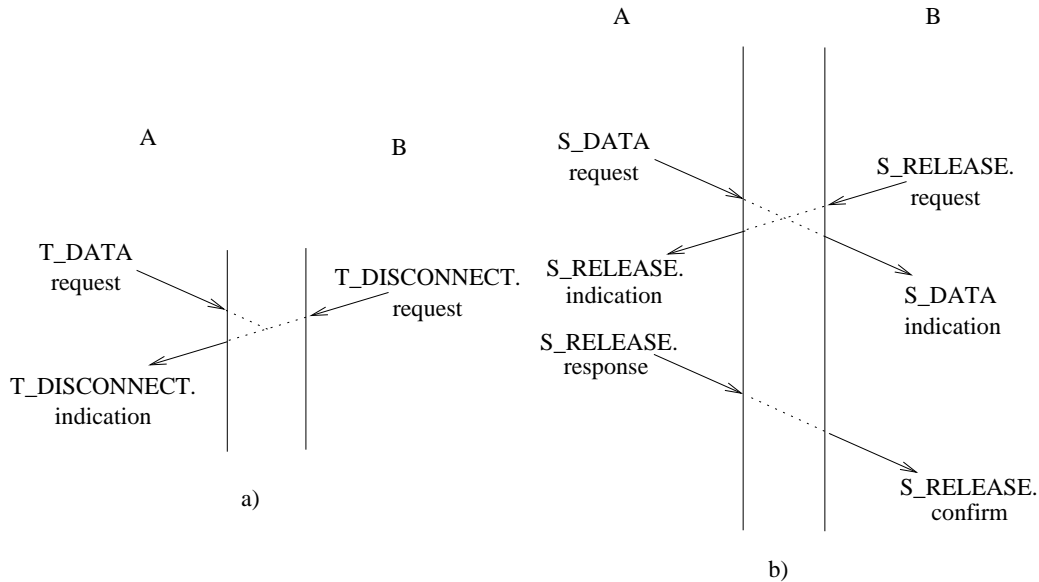 A
B
T_DATA
request
T_DISCONNECT.
request
T_DISCONNECT.
indication
a)
A
B
S_DATA
request
S_RELEASE.
request
S_RELEASE.
indication
S_DATA
indication
S_RELEASE.
response
S_RELEASE.
confirm
b)